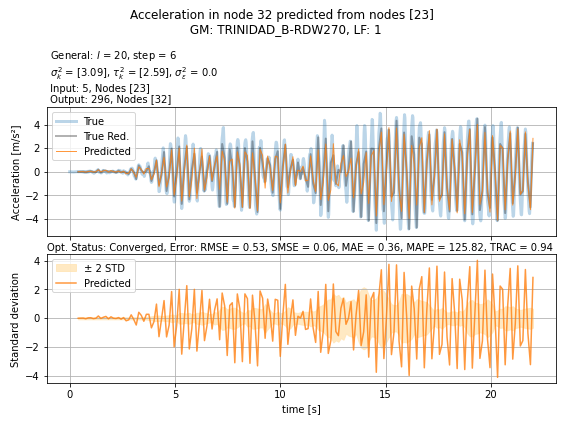 Acceleration in node 32 predicted from nodes [23]
GM: TRINIDAD_B-RDW270, LF: 1
General: l = 20, step = 6
σ²ₖ = [3.09], τ²ₖ = [2.59], σ²ε = 0.0
Input: 5, Nodes [23]
Output: 296, Nodes [32]
Acceleration [m/s²]
4
2
0
−2
−4
True
True Red.
Predicted
Opt. Status: Converged, Error: RMSE = 0.53, SMSE = 0.06, MAE = 0.36, MAPE = 125.82, TRAC = 0.94
Standard deviation
4
2
0
−2
−4
± 2 STD
Predicted
0 5 10 15 20
time [s]